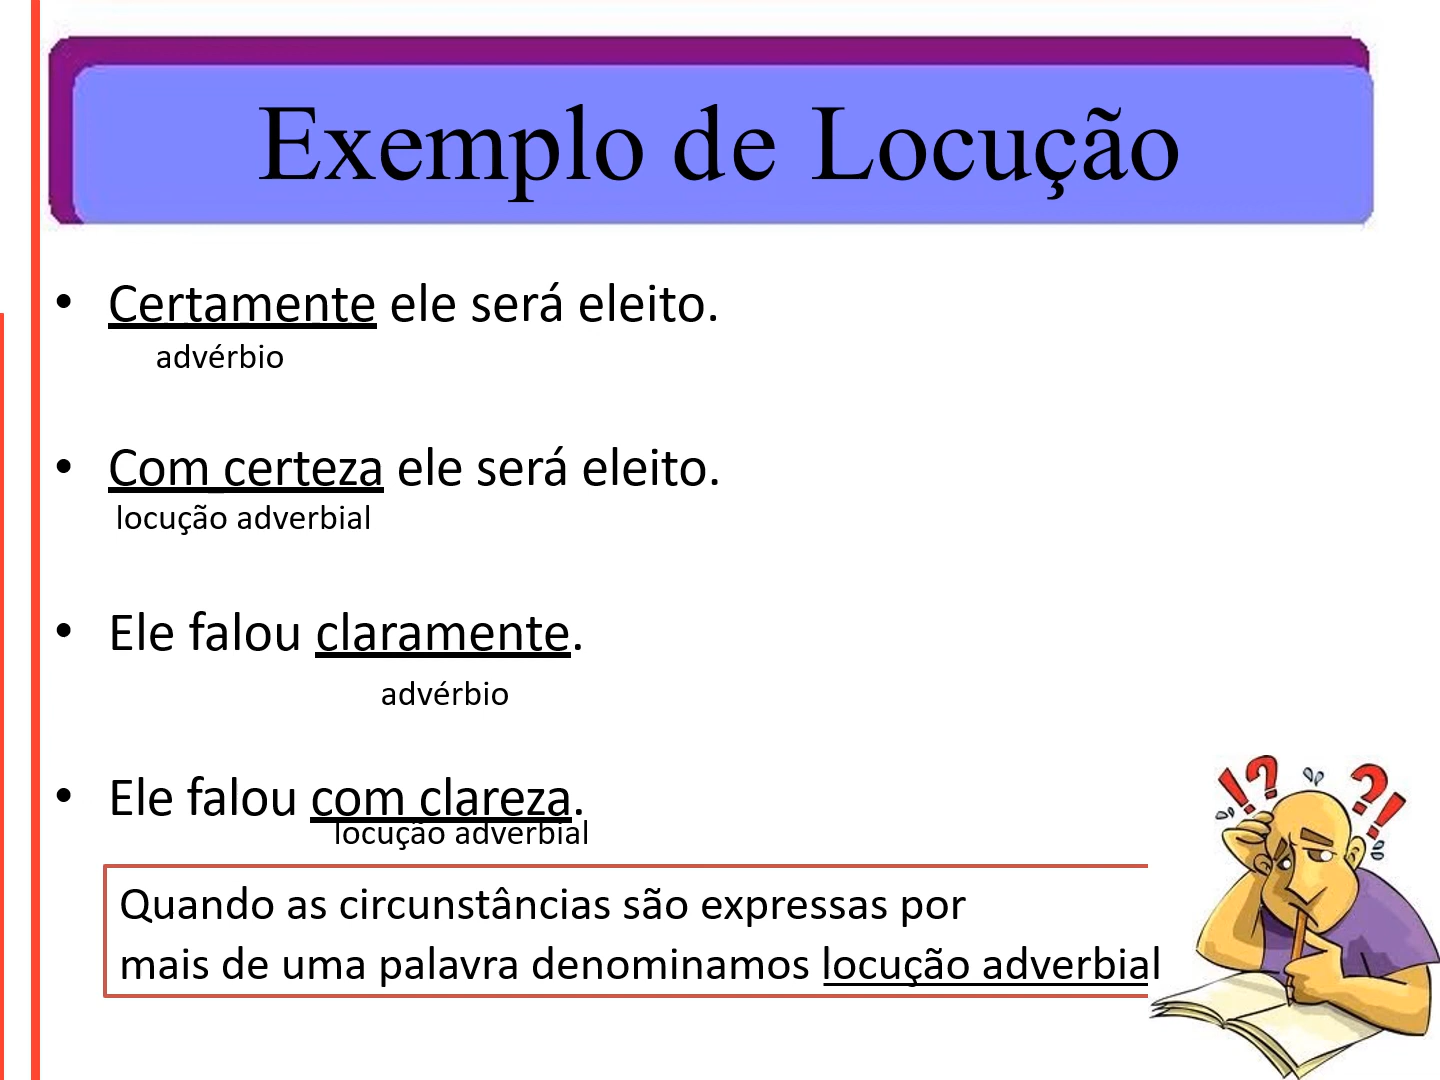 Exemplo de Locução
• Certamente ele será eleito.
advérbio
• Com certeza ele será eleito.
locução adverbial
• Ele falou claramente.
advérbio
• Ele falou com clareza.
locução adverbial
Quando as circunstâncias são expressas por
mais de uma palavra denominamos locução adverbial
!? ?!